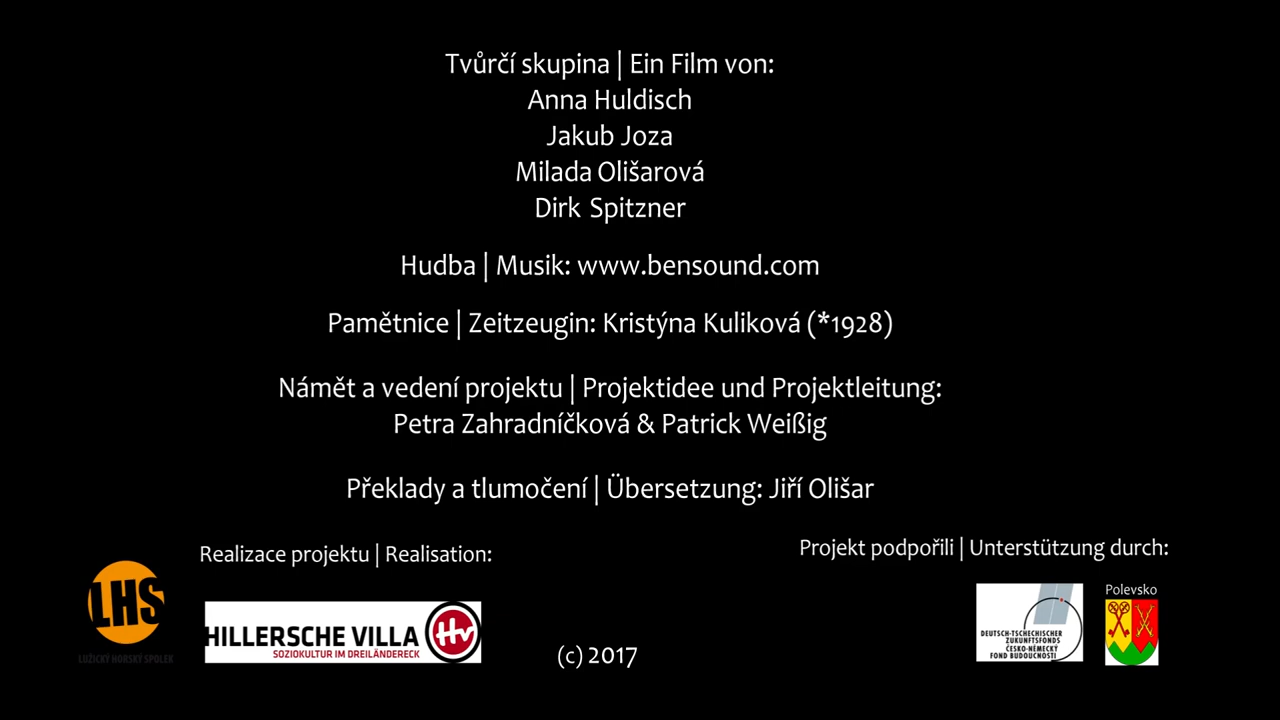 Tvůrčí skupina | Ein Film von:
Anna Huldisch
Jakub Joza
Milada Olišarová
Dirk Spitzner
Hudba | Musik: www.bensound.com
Pamětnice | Zeitzeugin: Kristýna Kuliková (*1928)
Námět a vedení projektu | Projektidee und Projektleitung:
Petra Zahradníčková & Patrick Weißig
Překlady a tlumočení | Übersetzung: Jiří Olišar
Realizace projektu | Realisation:
LHS
LUŽICKÝ HORSKÝ SPOLEK
HILLERSCHE VILLA HV
SOZIOKULTUR IM DREILÄNDERECK
(c) 2017
Projekt podpořili | Unterstützung durch:
DEUTSCH-TSCHECHISCHER
ZUKUNFTSFONDS
ČESKO-NĚMECKÝ
FOND BUDOUCNOSTI
Polevsko